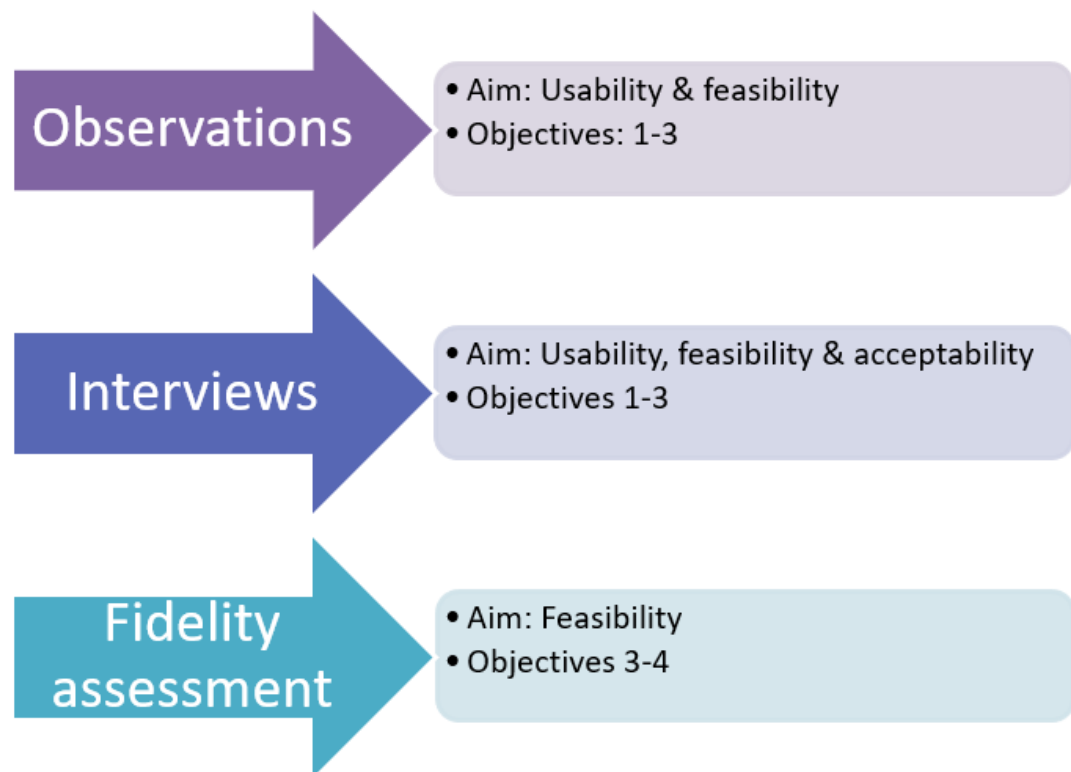 Observations
• Aim: Usability & feasibility
• Objectives: 1-3
Interviews
• Aim: Usability, feasibility & acceptability
• Objectives 1-3
Fidelity
assessment
• Aim: Feasibility
• Objectives 3-4